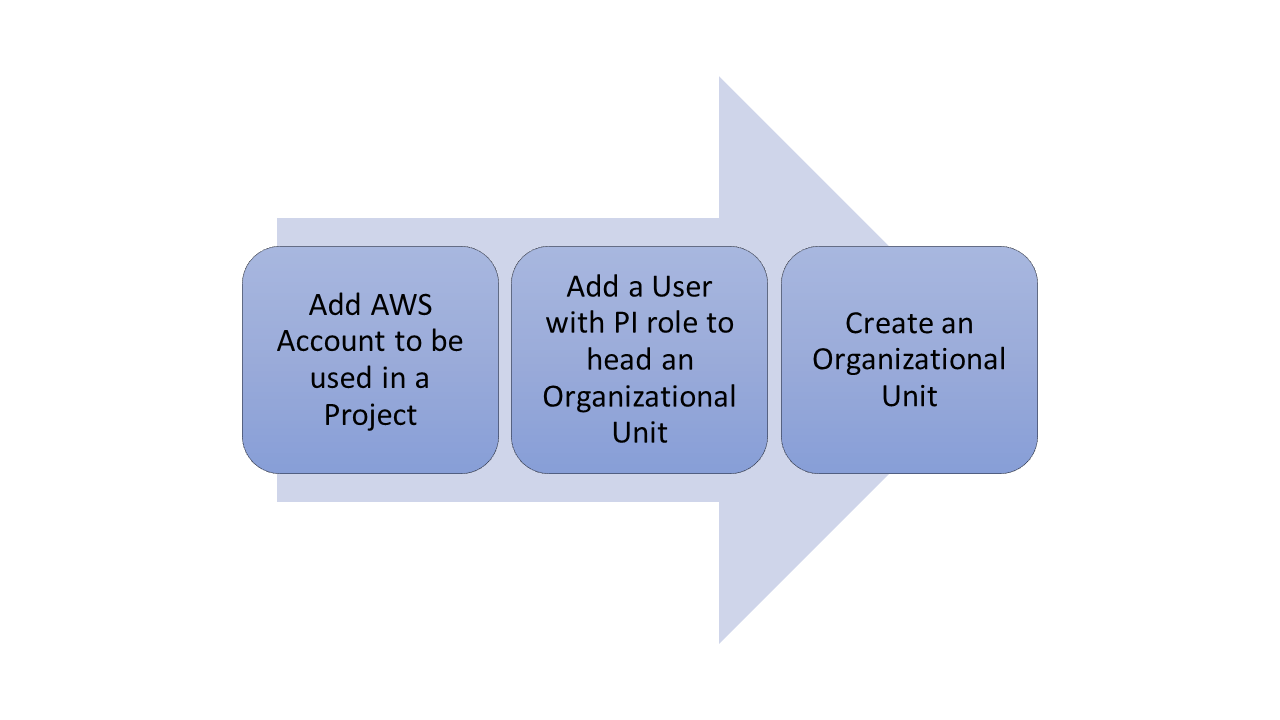 Add AWS
Account to be
used in a
Project
Add a User
with PI role to
head an
Organizational
Unit
Create an
Organizational
Unit